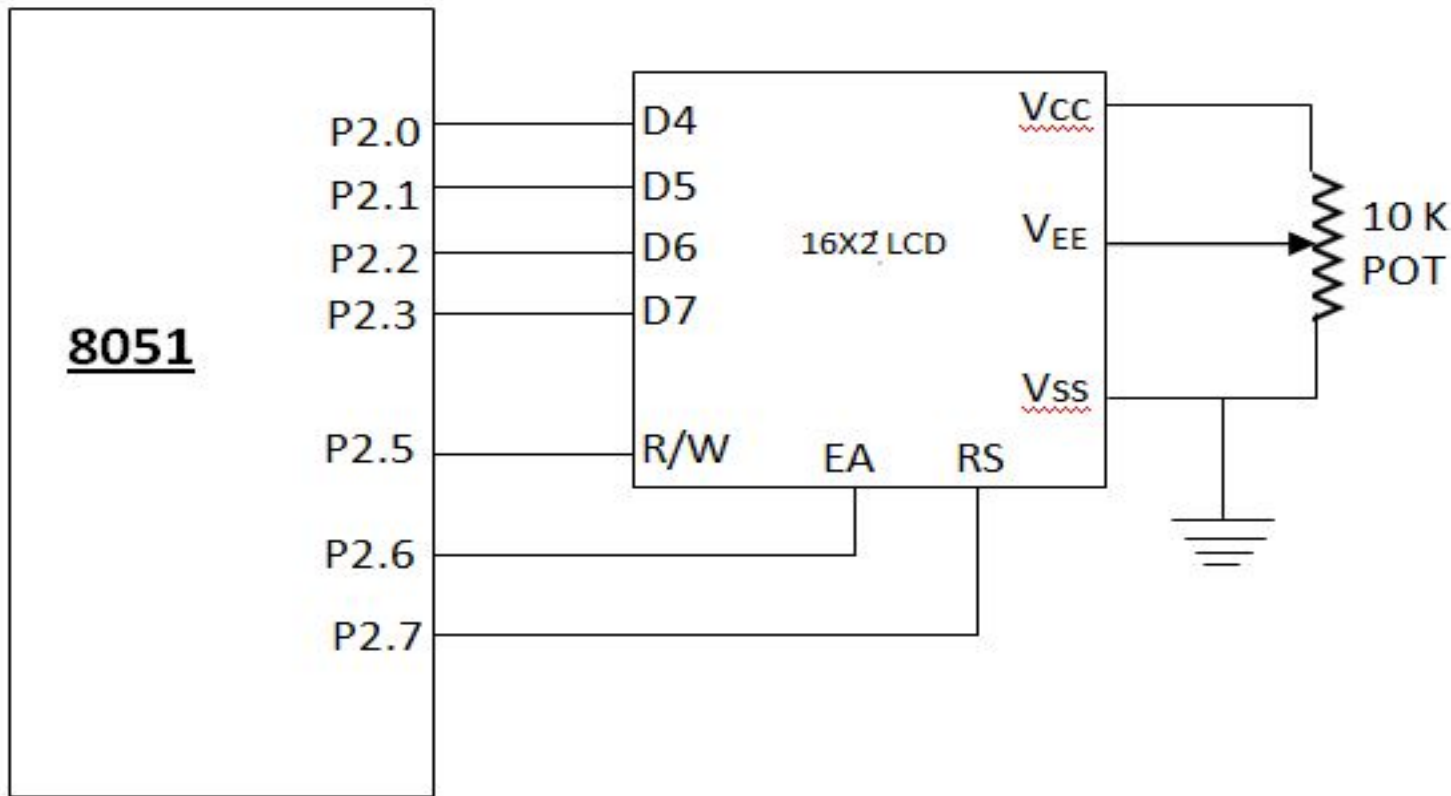 8051
P2.0
P2.1
P2.2
P2.3
P2.5
P2.6
P2.7
D4
D5
D6
D7
R/W
EA
RS
16X2 LCD
Vcc
VEE
Vss
10 K
POT